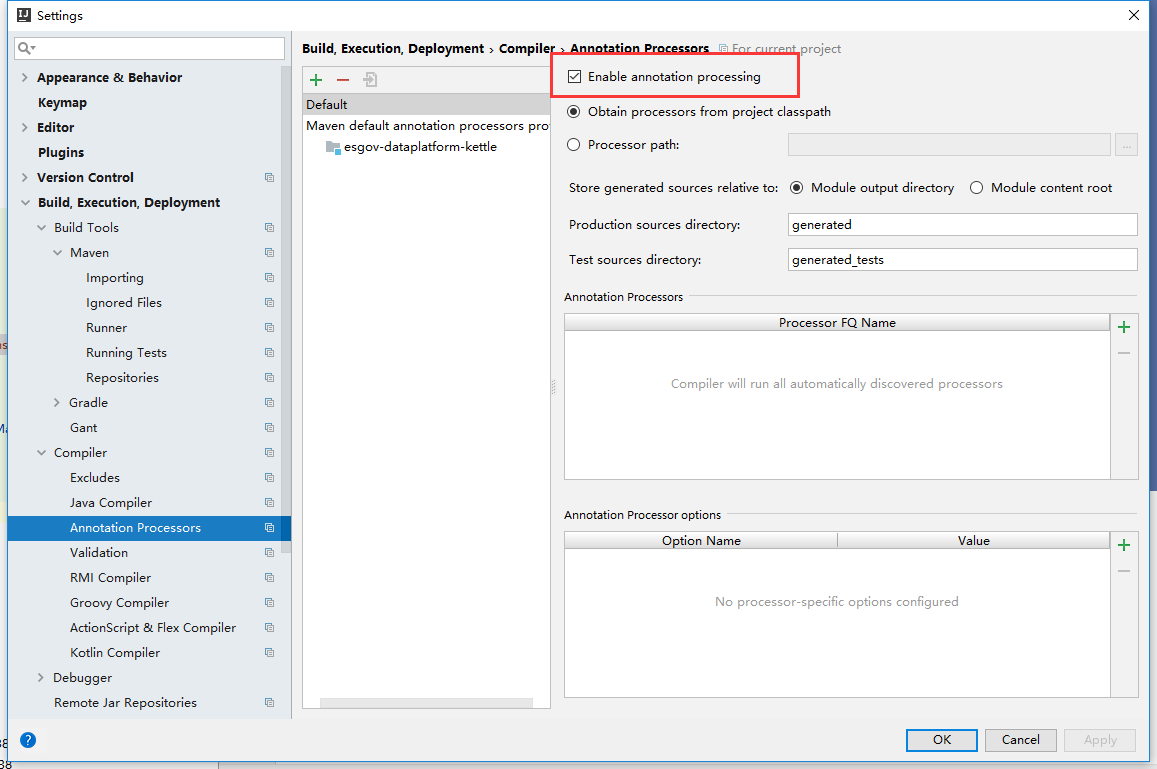 Settings
Appearance & Behavior
Keymap
Editor
Plugins
Version Control
Build, Execution, Deployment
Build Tools
Maven
Importing
Ignored Files
Runner
Running Tests
Repositories
Gradle
Gant
Compiler
Excludes
Java Compiler
Annotation Processors
Validation
RMI Compiler
Groovy Compiler
ActionScript & Flex Compiler
Kotlin Compiler
Debugger
Remote Jar Repositories
?
Build, Execution, Deployment › Compiler › Annotation Processors For current project
Default
Maven default annotation processors pro
esgov-dataplatform-kettle
Enable annotation processing
Obtain processors from project classpath
Processor path:
...
Store generated sources relative to: Module output directory Module content root
Production sources directory: generated
Test sources directory: generated_tests
Annotation Processors
Processor FQ Name
Compiler will run all automatically discovered processors
Annotation Processor options
Option Name Value
No processor-specific options configured
OK Cancel Apply